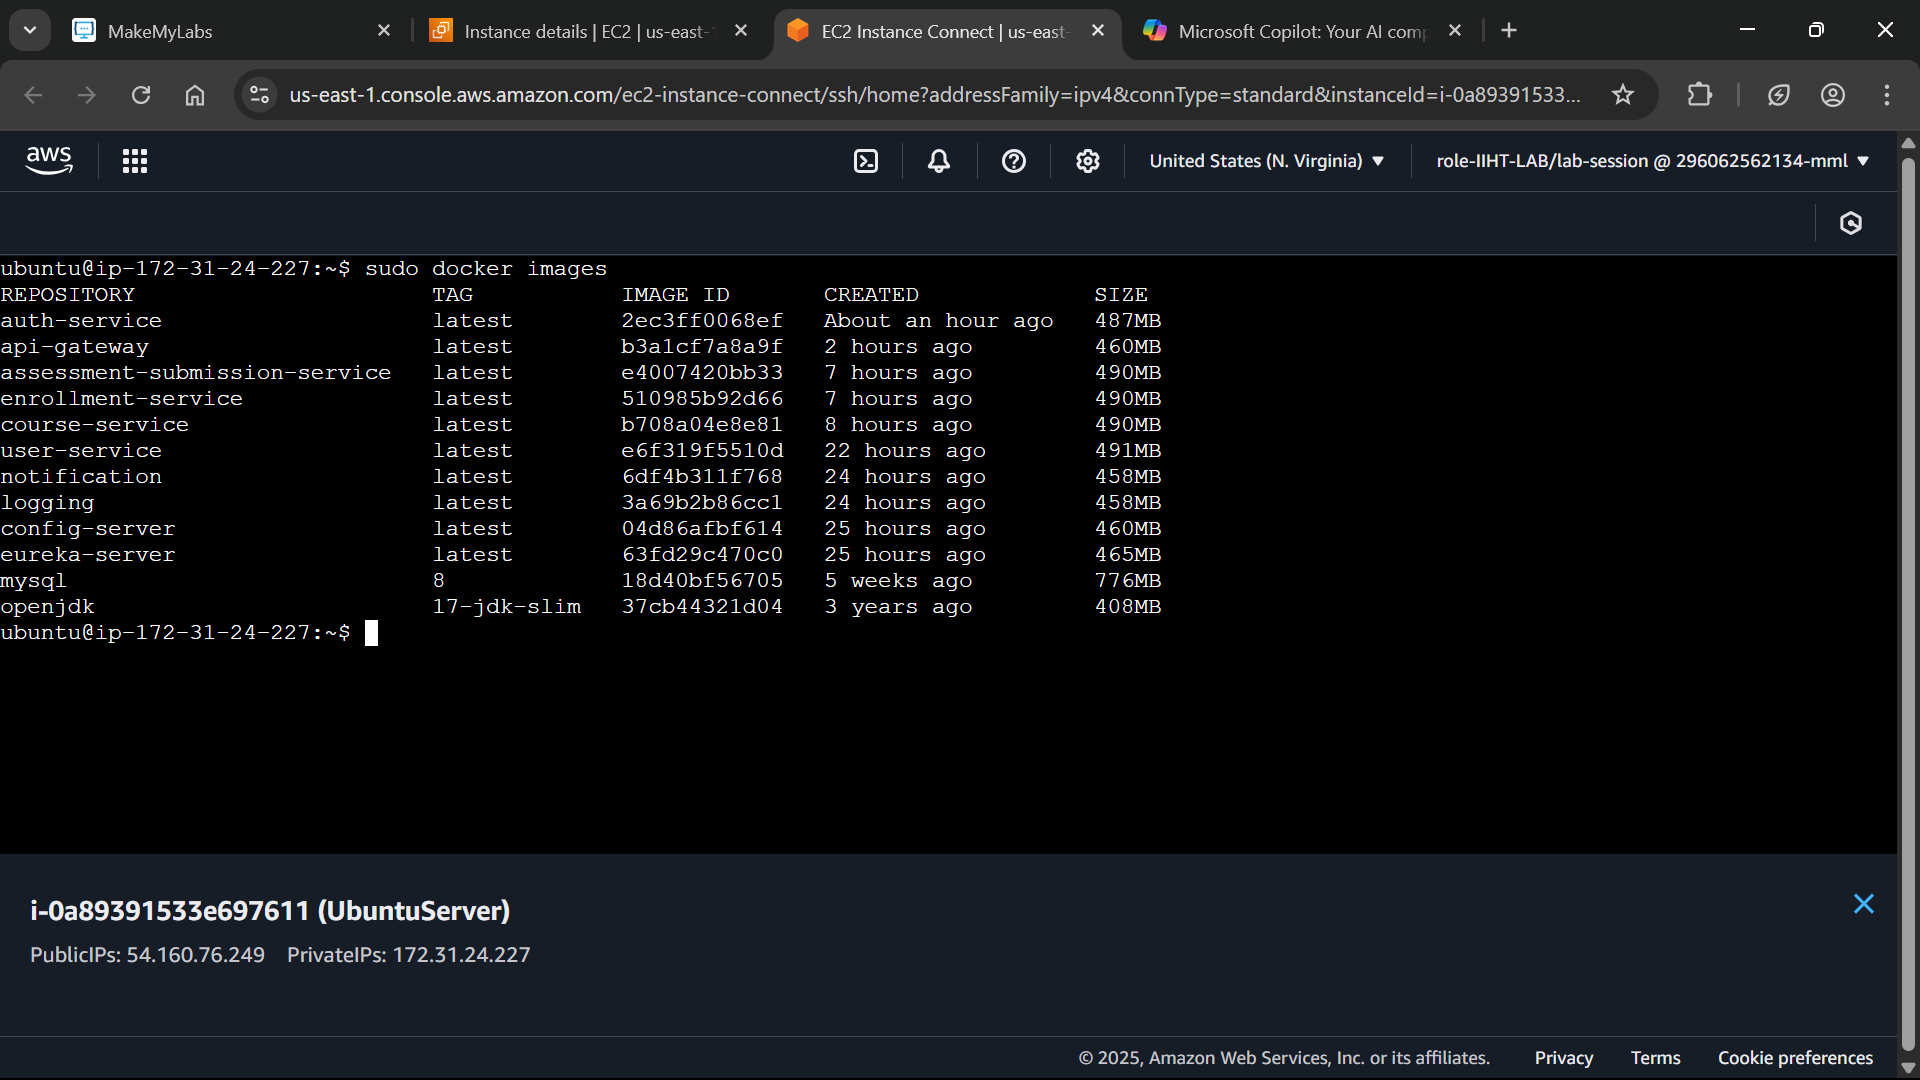 MakeMyLabs
Instance details | EC2 | us-east-1
EC2 Instance Connect | us-east-
Microsoft Copilot: Your AI comp
us-east-1.console.aws.amazon.com/ec2-instance-connect/ssh/home?addressFamily=ipv4&connType=standard&instanceId=i-0a89391533...
aws
United States (N. Virginia)
role-IIHT-LAB/lab-session @ 296062562134-mml
ubuntu@ip-172-31-24-227:~$ sudo docker images
REPOSITORY TAG IMAGE ID CREATED SIZE
auth-service latest 2ec3ff0068ef About an hour ago 487MB
api-gateway latest b3a1cf7a8a9f 2 hours ago 460MB
assessment-submission-service latest e4007420bb33 7 hours ago 490MB
enrollment-service latest 510985b92d66 7 hours ago 490MB
course-service latest b708a04e8e81 8 hours ago 490MB
user-service latest e6f319f5510d 22 hours ago 491MB
notification latest 6df4b311f768 24 hours ago 458MB
logging latest 3a69b2b86cc1 24 hours ago 458MB
config-server latest 04d86afbf614 25 hours ago 460MB
eureka-server latest 63fd29c470c0 25 hours ago 465MB
mysql 8 18d40bf56705 5 weeks ago 776MB
openjdk 17-jdk-slim 37cb44321d04 3 years ago 408MB
ubuntu@ip-172-31-24-227:~$
i-0a89391533e697611 (UbuntuServer)
PublicIPs: 54.160.76.249 PrivateIPs: 172.31.24.227
© 2025, Amazon Web Services, Inc. or its affiliates. Privacy Terms Cookie preferences